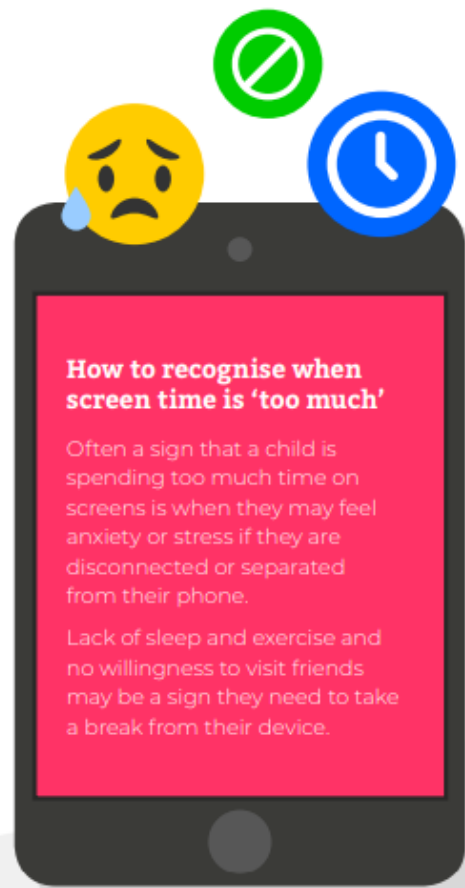 How to recognise when
screen time is ‘too much’
Often a sign that a child is
spending too much time on
screens is when they may feel
anxiety or stress if they are
disconnected or separated
from their phone.
Lack of sleep and exercise and
no willingness to visit friends
may be a sign they need to take
a break from their device.